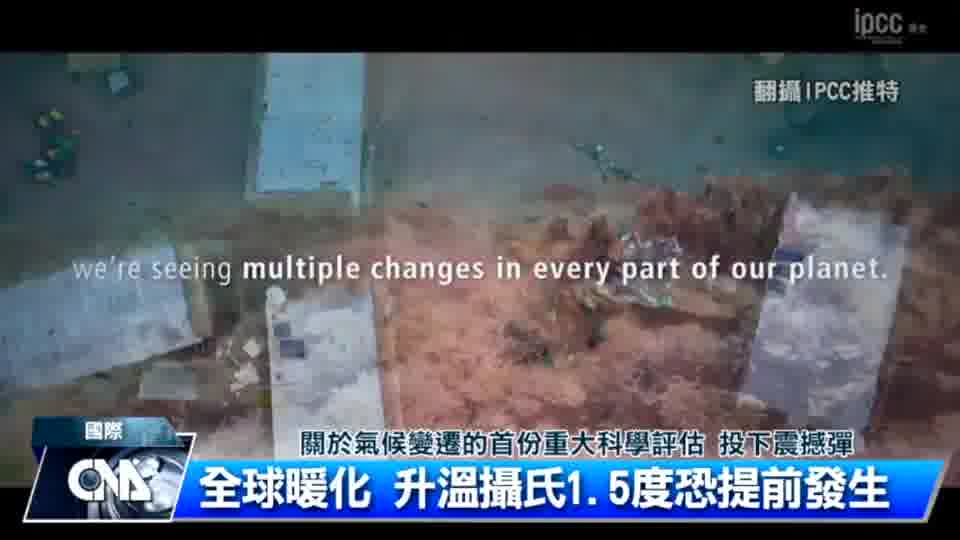 ipcc
翻攝IPCC推特
we're seeing multiple changes in every part of our planet.
國際
關於氣候變遷的首份重大科學評估 投下震撼彈
CNA
全球暖化 升溫攝氏1.5度恐提前發生